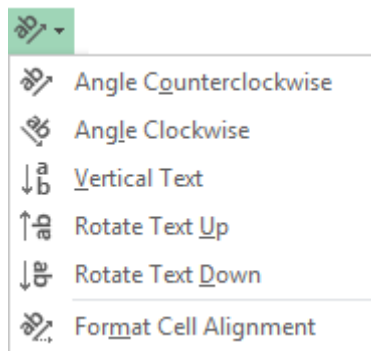 Angle Counterclockwise
Angle Clockwise
Vertical Text
Rotate Text Up
Rotate Text Down
Format Cell Alignment